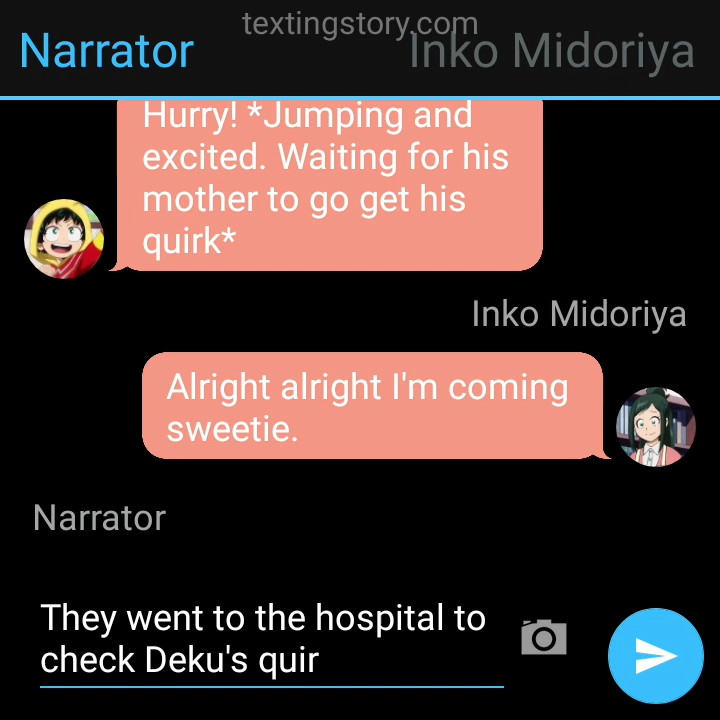 textingstory.com
Narrator
Inko Midoriya
Hurry! *Jumping and
excited. Waiting for his
mother to go get his
quirk*
Inko Midoriya
Alright alright I'm coming
sweetie.
Narrator
They went to the hospital to
check Deku's quir